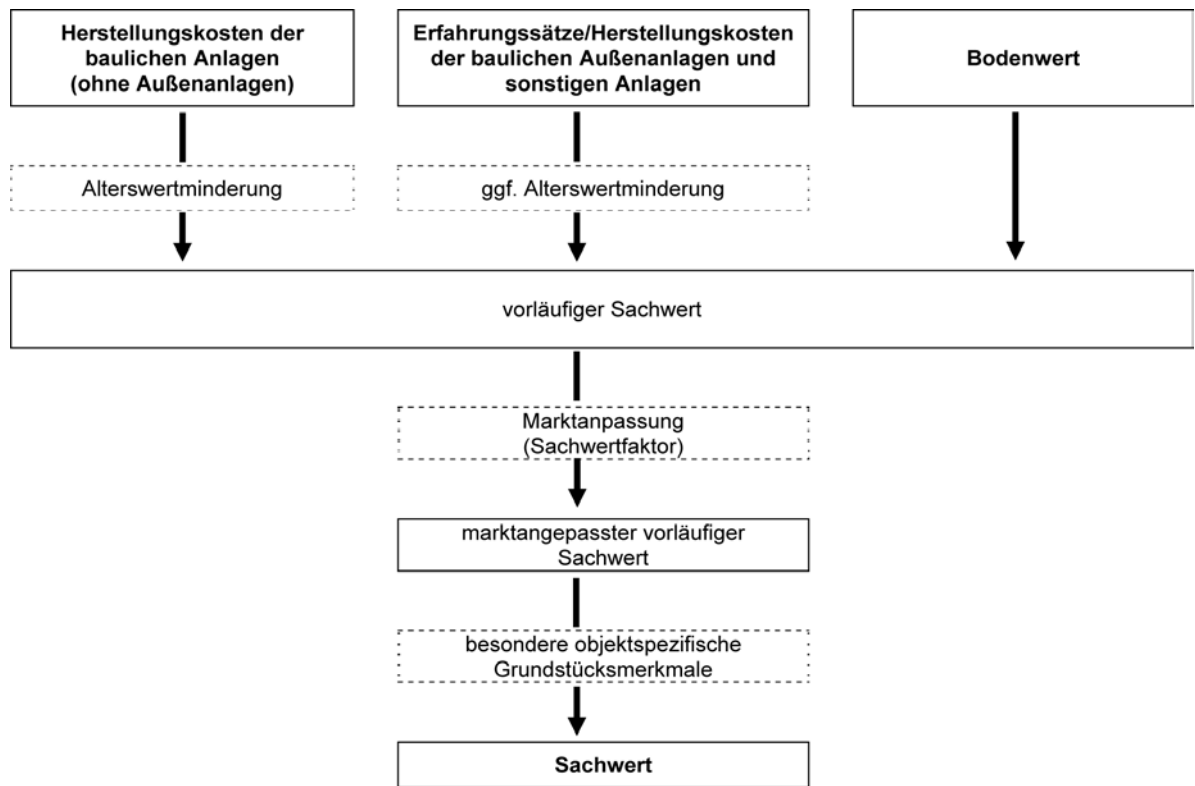 Herstellungskosten der
baulichen Anlagen
(ohne Außenanlagen)
Erfahrungssätze/Herstellungskosten
der baulichen Außenanlagen und
sonstigen Anlagen
Bodenwert
Alterswertminderung
ggf. Alterswertminderung
vorläufiger Sachwert
Marktanpassung
(Sachwertfaktor)
marktangepasster vorläufiger
Sachwert
besondere objektspezifische
Grundstücksmerkmale
Sachwert